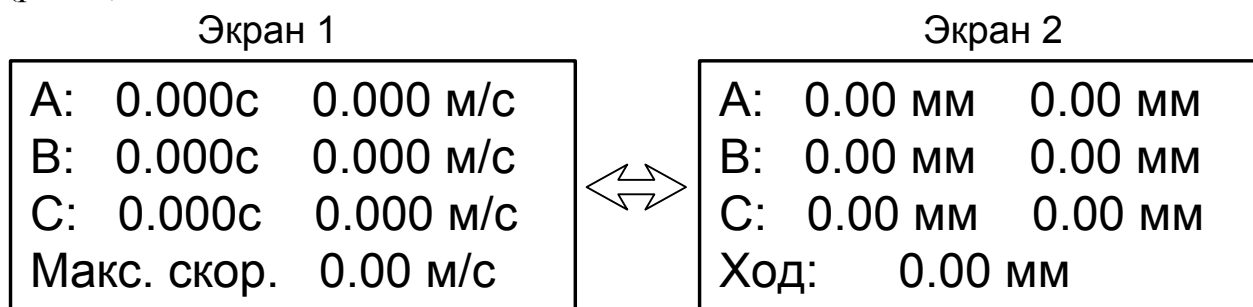 Экран 1
A: 0.000с 0.000 м/с
B: 0.000с 0.000 м/с
C: 0.000с 0.000 м/с
Макс. скор. 0.00 м/с
Экран 2
A: 0.00 мм 0.00 мм
B: 0.00 мм 0.00 мм
C: 0.00 мм 0.00 мм
Ход: 0.00 мм